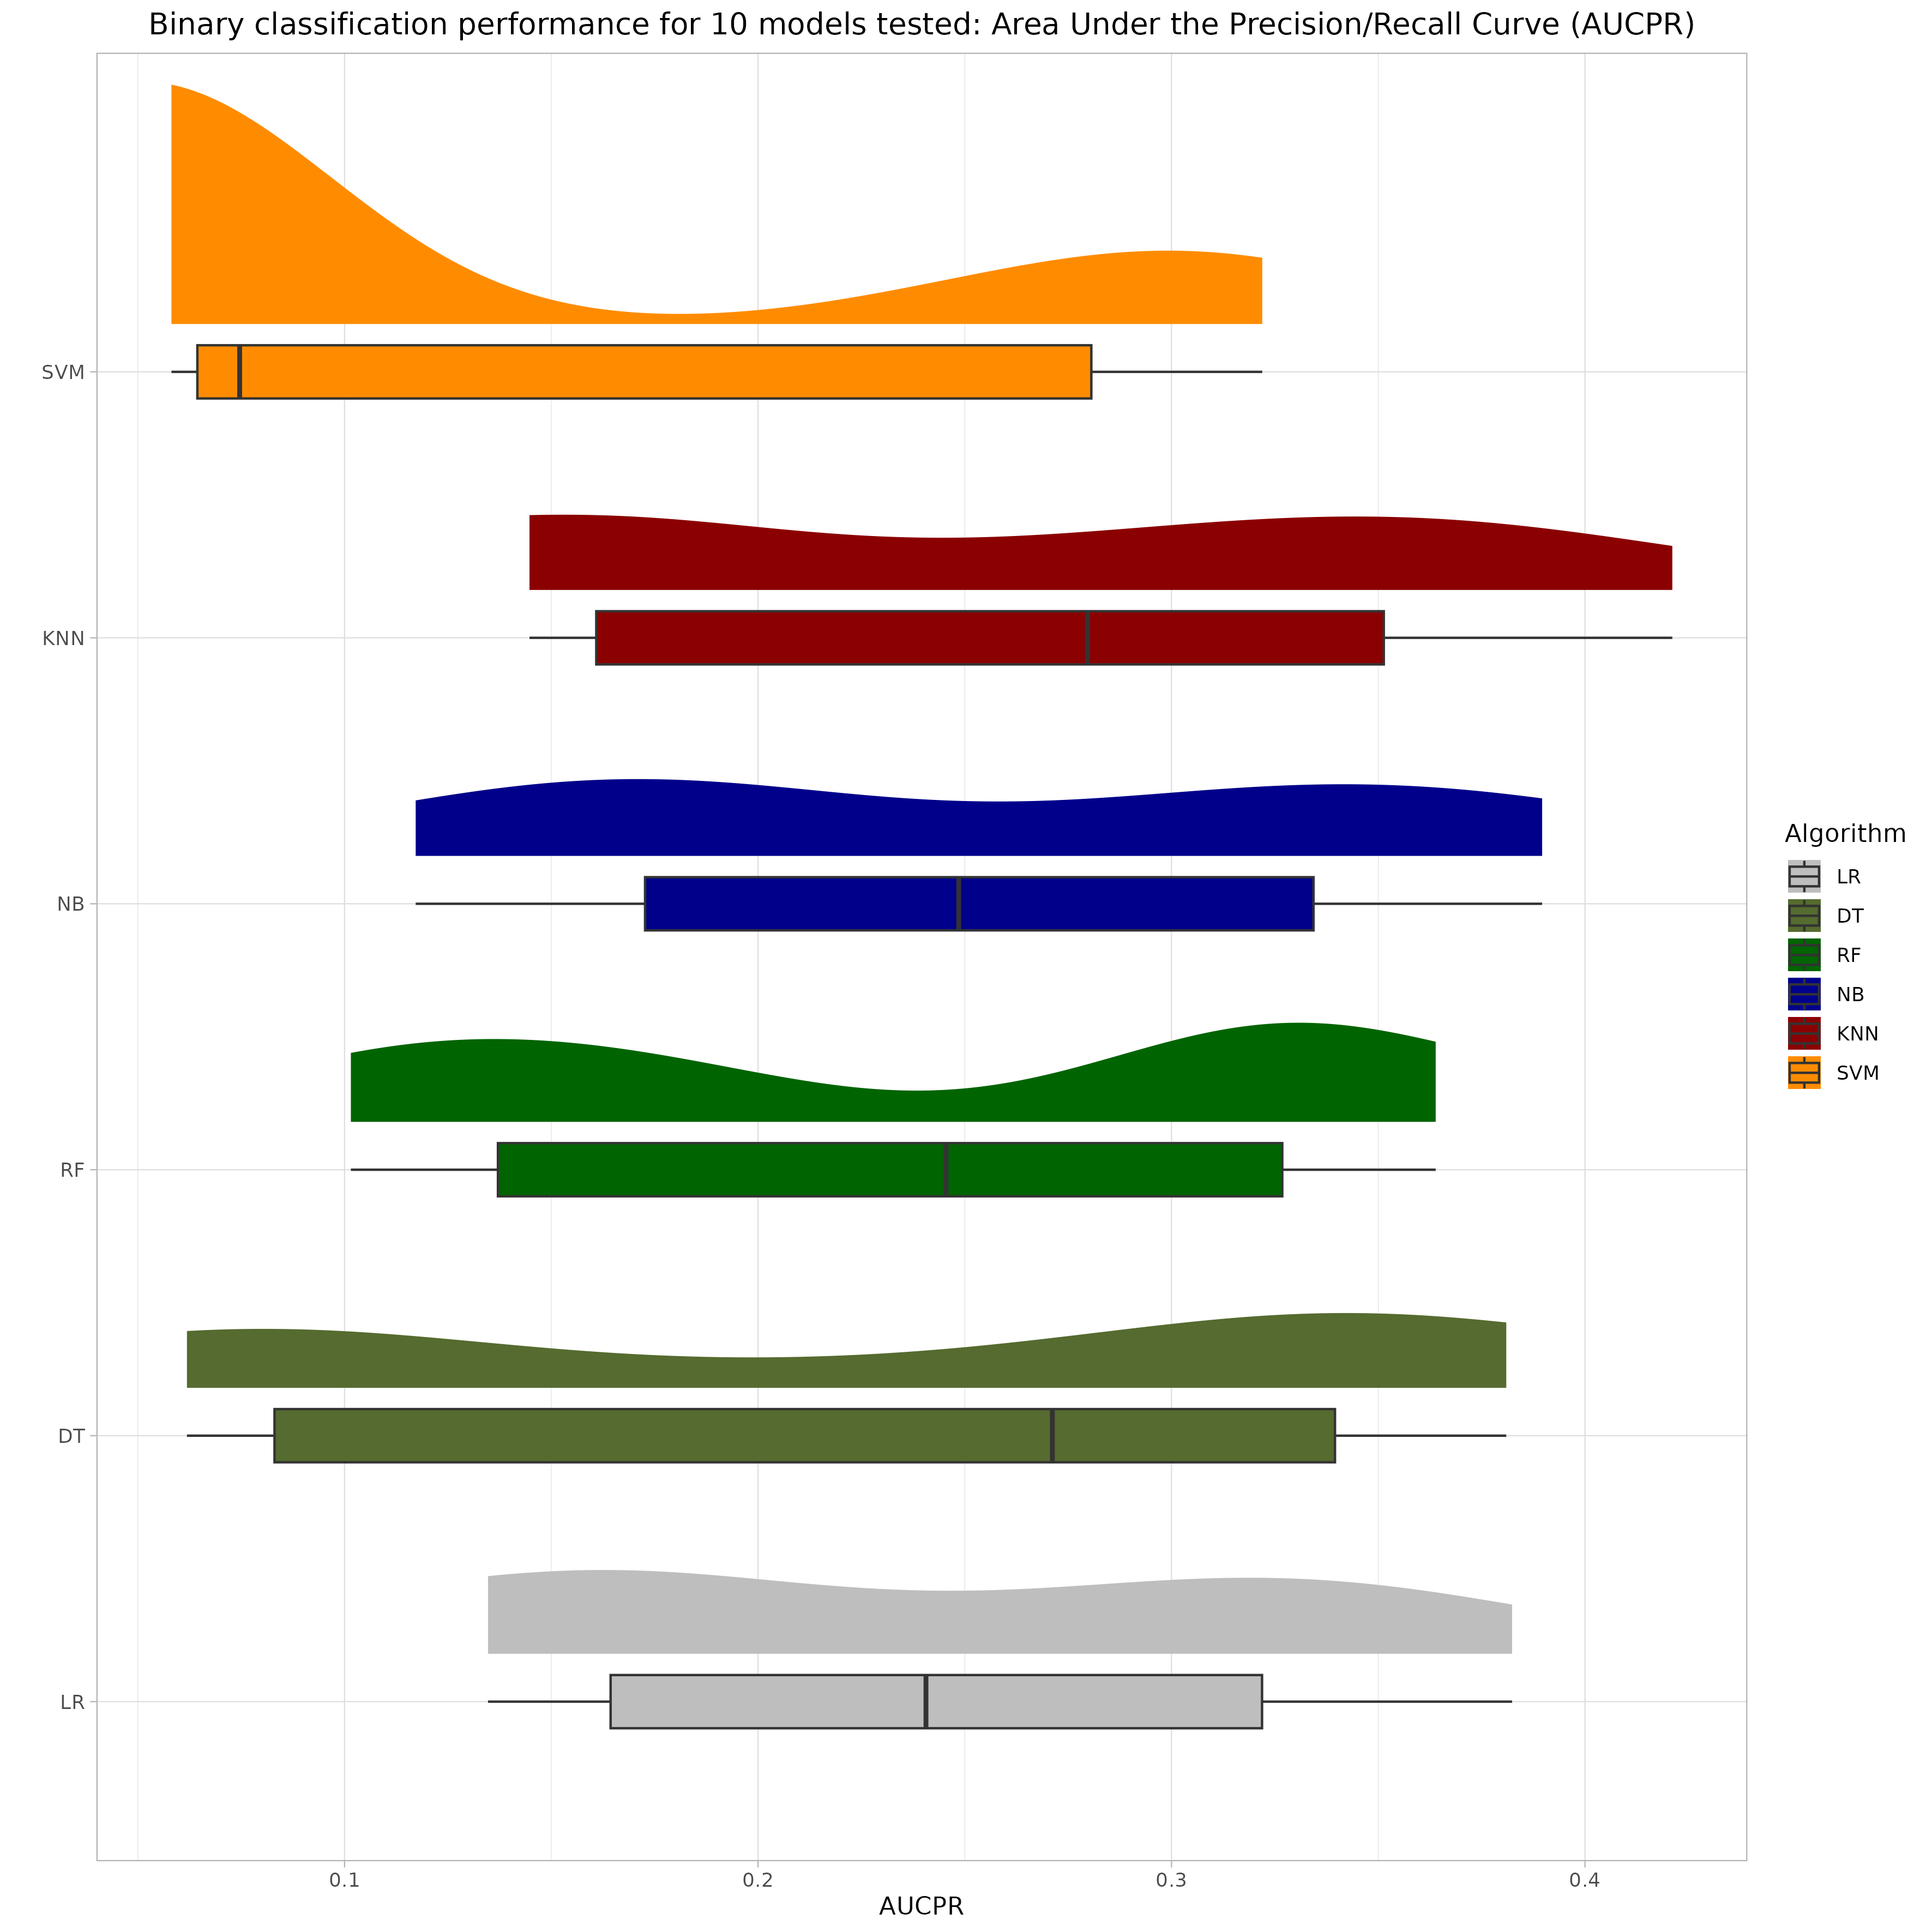 Binary classification performance for 10 models tested: Area Under the Precision/Recall Curve (AUCPR)
SVM
KNN
NB
RF
DT
LR
0.1 0.2 0.3 0.4
AUCPR
Algorithm
LR
DT
RF
NB
KNN
SVM